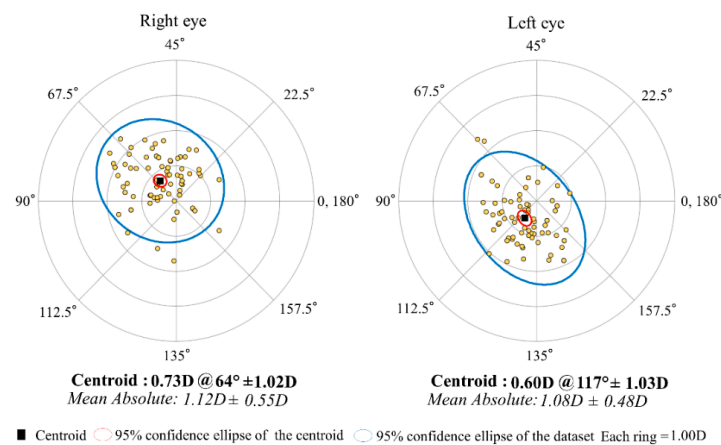 Right eye
Left eye
45°
45°
67.5°
22.5°
67.5°
22.5°
90°
0, 180°
90°
0, 180°
112.5°
157.5°
112.5°
157.5°
135°
135°
Centroid : 0.73D @ 64° ±1.02D
Mean Absolute: 1.12D ± 0.55D
Centroid : 0.60D @ 117° ± 1.03D
Mean Absolute: 1.08D ± 0.48D
Centroid 95% confidence ellipse of the centroid 95% confidence ellipse of the dataset Each ring =1.00D